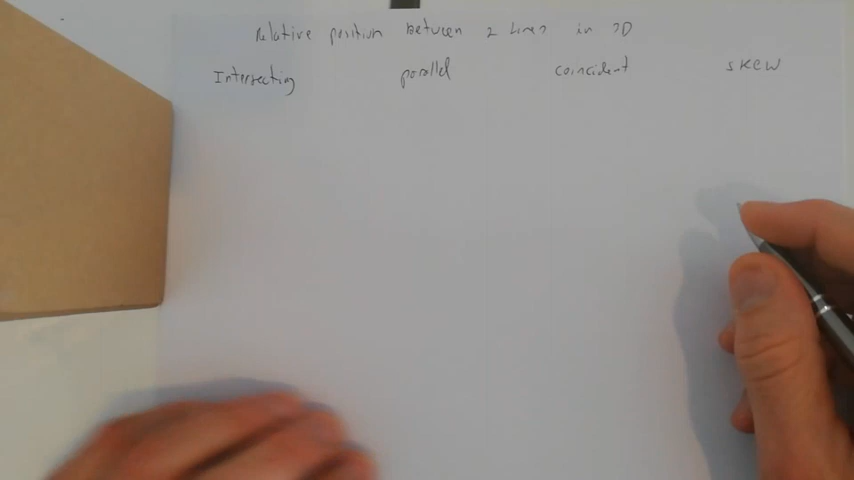 Relative position between 2 lines in 3D
Intersecting parallel coincident skew